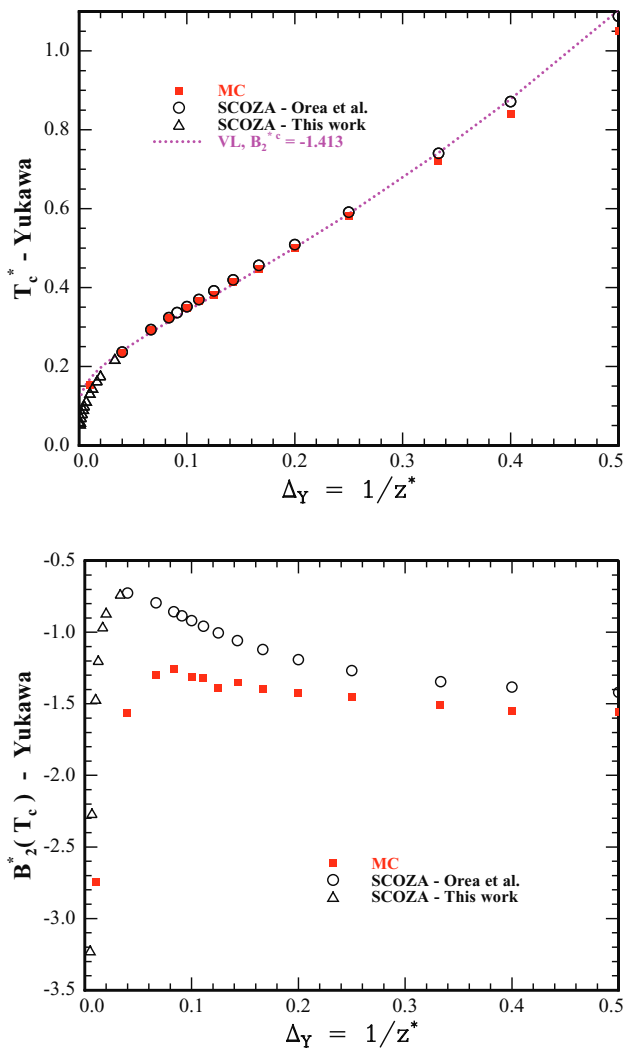 1.0
0.8
0.6
0.4
0.2
0.0
T*c - Yukawa
MC
SCOZA - Orea et al.
SCOZA - This work
VL, B2*c = -1.413
0.0 0.1 0.2 0.3 0.4 0.5
ΔY = 1/z*
-0.5
-1.0
-1.5
-2.0
-2.5
-3.0
-3.5
B*2(Tc) - Yukawa
MC
SCOZA - Orea et al.
SCOZA - This work
0.0 0.1 0.2 0.3 0.4 0.5
ΔY = 1/z*